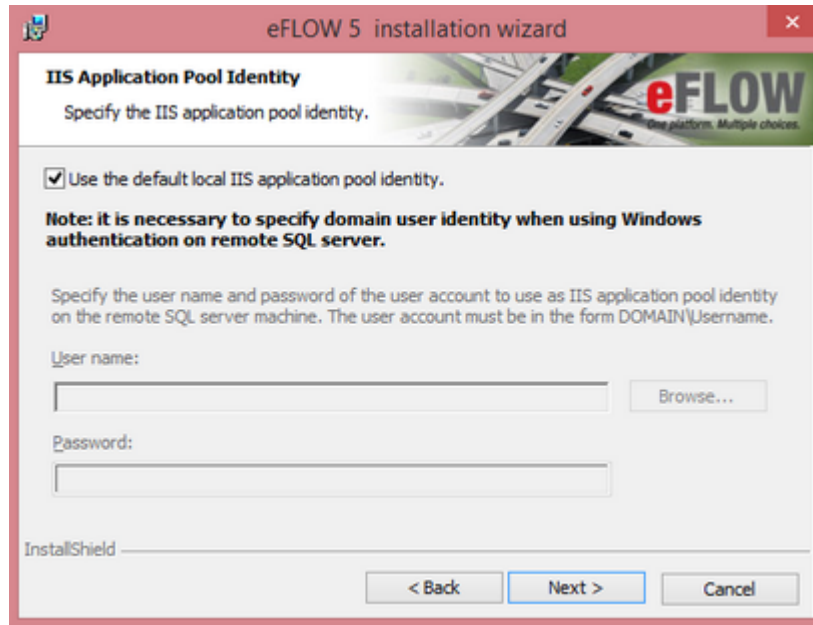 eFLOW 5 installation wizard
IIS Application Pool Identity
Specify the IIS application pool identity.
eFLOW
One platform. Multiple choices.
Use the default local IIS application pool identity.
Note: it is necessary to specify domain user identity when using Windows
authentication on remote SQL server.
Specify the user name and password of the user account to use as IIS application pool identity
on the remote SQL server machine. The user account must be in the form DOMAIN\Username.
User name:
Browse...
Password:
InstallShield
< Back
Next >
Cancel